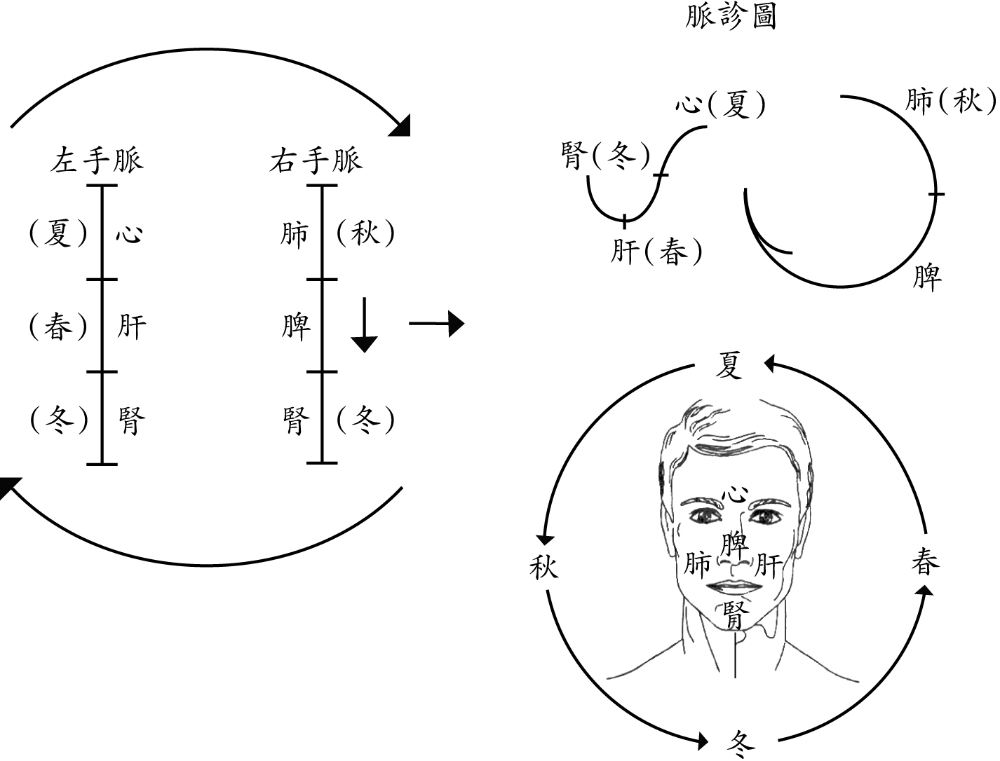 脈診圖
左手脈
(夏)心
(春)肝
(冬)腎
右手脈
肺(秋)
脾
腎(冬)
心(夏)
腎(冬)
肝(春)
肺(秋)
脾
夏
心
脾
肺 肝
腎
秋
春
冬